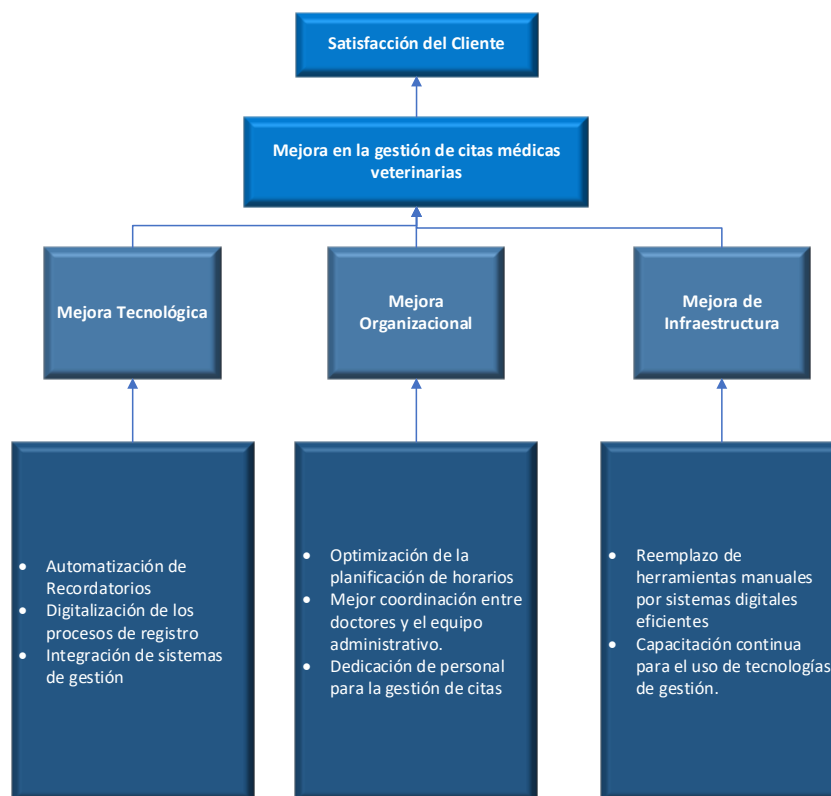 Satisfacción del Cliente
Mejora en la gestión de citas médicas
veterinarias
Mejora Tecnológica
Mejora
Organizacional
Mejora de
Infraestructura
• Automatización de
Recordatorios
• Digitalización de los
procesos de registro
• Integración de sistemas
de gestión
• Optimización de la
planificación de horarios
• Mejor coordinación entre
doctores y el equipo
administrativo.
• Dedicación de personal
para la gestión de citas
• Reemplazo de
herramientas manuales
por sistemas digitales
eficientes
• Capacitación continua
para el uso de tecnologías
de gestión.